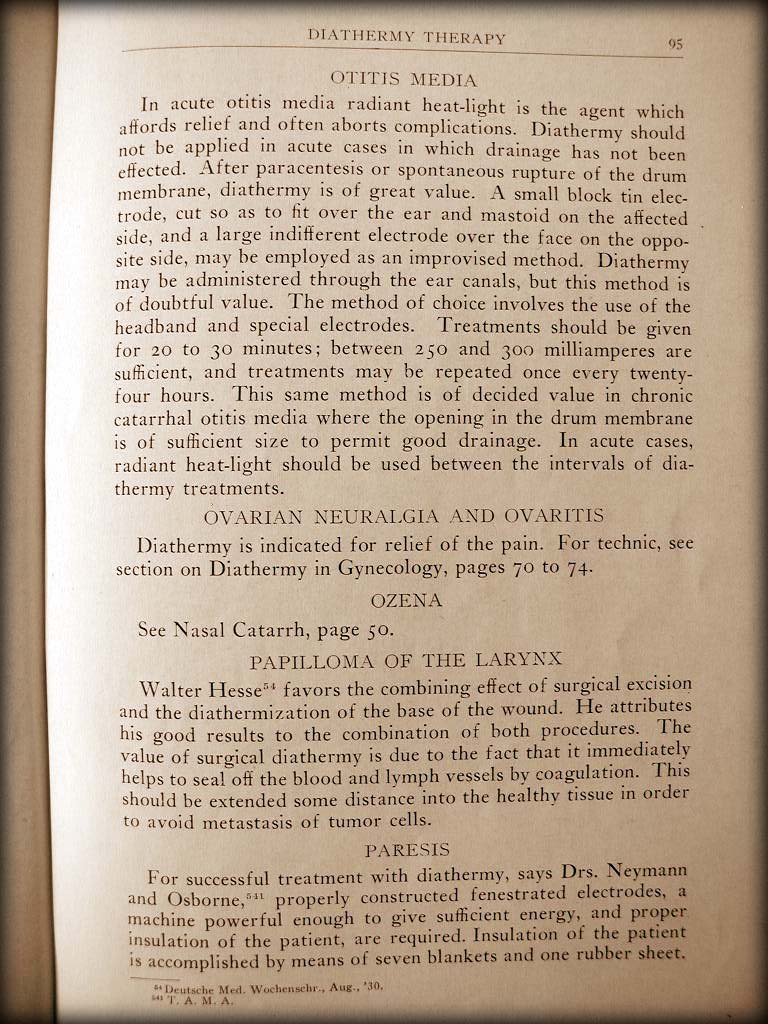 DIATHERMY THERAPY 95
OTITIS MEDIA
In acute otitis media radiant heat-light is the agent which
affords relief and often aborts complications. Diathermy should
not be applied in acute cases in which drainage has not been
effected. After paracentesis or spontaneous rupture of the drum
membrane, diathermy is of great value. A small block tin elec-
trode, cut so as to fit over the ear and mastoid on the affected
side, and a large indifferent electrode over the face on the oppo-
site side, may be employed as an improvised method. Diathermy
may be administered through the ear canals, but this method is
of doubtful value. The method of choice involves the use of the
headband and special electrodes. Treatments should be given
for 20 to 30 minutes; between 250 and 300 milliamperes are
sufficient, and treatments may be repeated once every twenty-
four hours. This same method is of decided value in chronic
catarrhal otitis media where the opening in the drum membrane
is of sufficient size to permit good drainage. In acute cases,
radiant heat-light should be used between the intervals of dia-
thermy treatments.
OVARIAN NEURALGIA AND OVARITIS
Diathermy is indicated for relief of the pain. For technic, see
section on Diathermy in Gynecology, pages 70 to 74.
OZENA
See Nasal Catarrh, page 50.
PAPILLOMA OF THE LARYNX
Walter Hesse⁵⁴ favors the combining effect of surgical excision
and the diathermization of the base of the wound. He attributes
his good results to the combination of both procedures. The
value of surgical diathermy is due to the fact that it immediately
helps to seal off the blood and lymph vessels by coagulation. This
should be extended some distance into the healthy tissue in order
to avoid metastasis of tumor cells.
PARESIS
For successful treatment with diathermy, says Drs. Neymann
and Osborne,⁵⁴¹ properly constructed fenestrated electrodes, a
machine powerful enough to give sufficient energy, and proper
insulation of the patient, are required. Insulation of the patient
is accomplished by means of seven blankets and one rubber sheet.
⁵⁴ Deutsche Med. Wochenschr., Aug., '30.
⁵⁴¹ T. A. M. A.